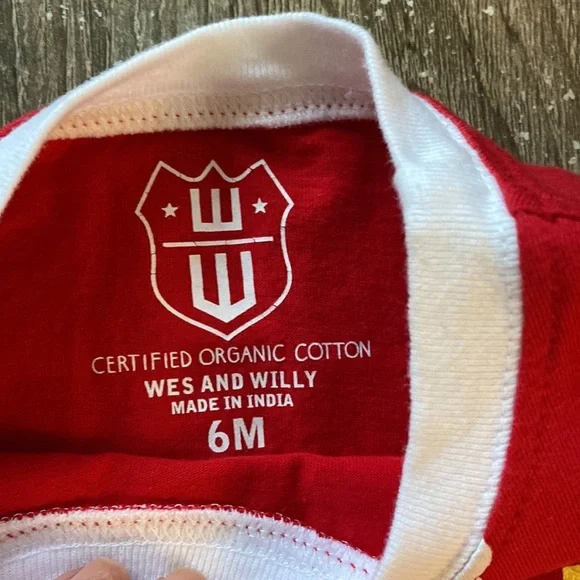 W
W
CERTIFIED ORGANIC COTTON
WES AND WILLY
MADE IN INDIA
6M